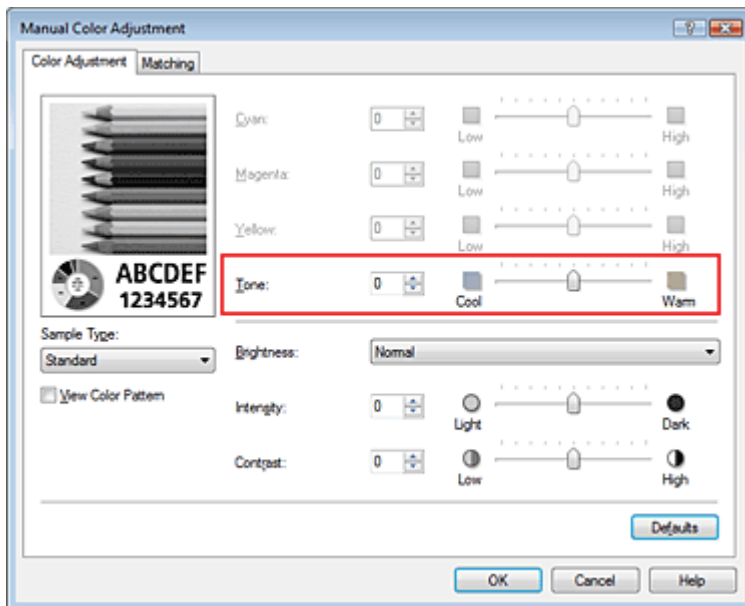 Manual Color Adjustment
Color Adjustment
Matching
Cyan:
0
Low
High
Magenta:
0
Low
High
Yellow:
0
Low
High
ABCDEF
1234567
Tone:
0
Cool
Warm
Sample Type:
Standard
Brightness:
Normal
View Color Pattern
Intensity:
0
Light
Dark
Contrast:
0
Low
High
Defaults
OK
Cancel
Help